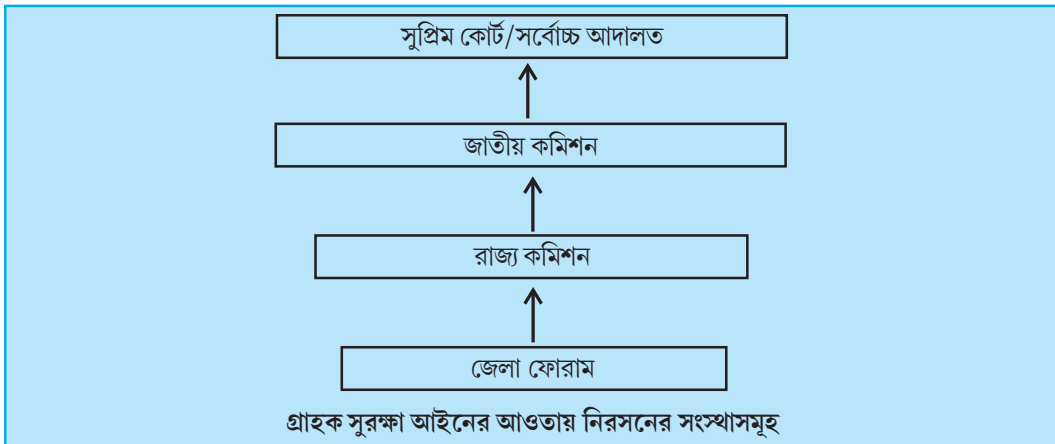 সুপ্রিম কোর্ট/সর্বোচ্চ আদালত
জাতীয় কমিশন
রাজ্য কমিশন
জেলা ফোরাম
গ্রাহক সুরক্ষা আইনের আওতায় নিরসনের সংস্থাসমূহ